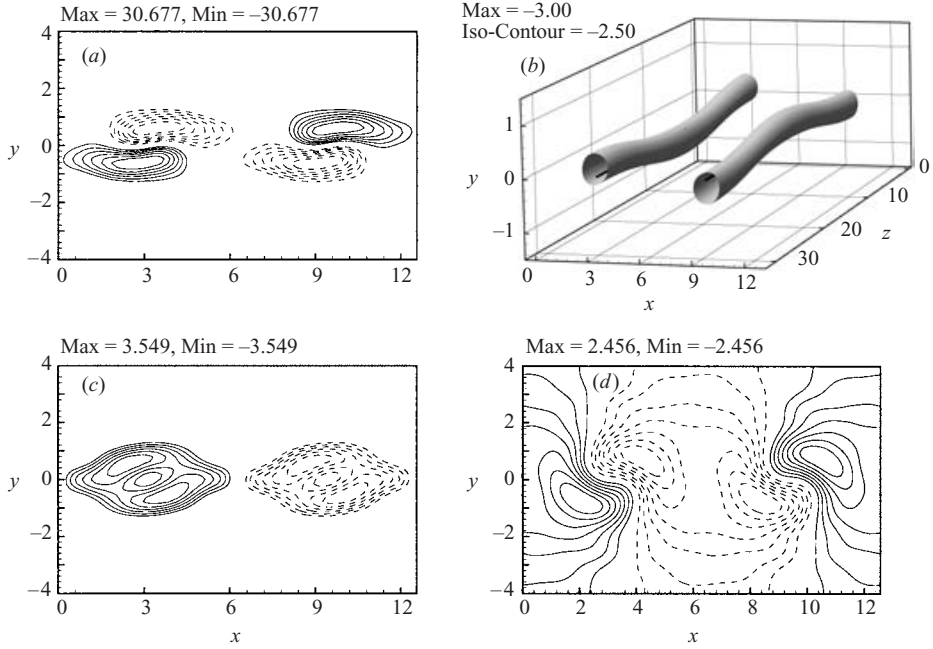 Max = 30.677, Min = –30.677
(a)
4
2
y
0
–2
–4
0
3
6
9
12
Max = –3.00
Iso-Contour = –2.50
(b)
1
y
0
–1
0
10
20
z
30
3
6
9
12
0
x
Max = 3.549, Min = –3.549
(c)
4
2
y
0
–2
–4
0
3
6
9
12
x
Max = 2.456, Min = –2.456
(d)
4
2
y
0
–2
–4
0
2
4
6
8
10
12
x